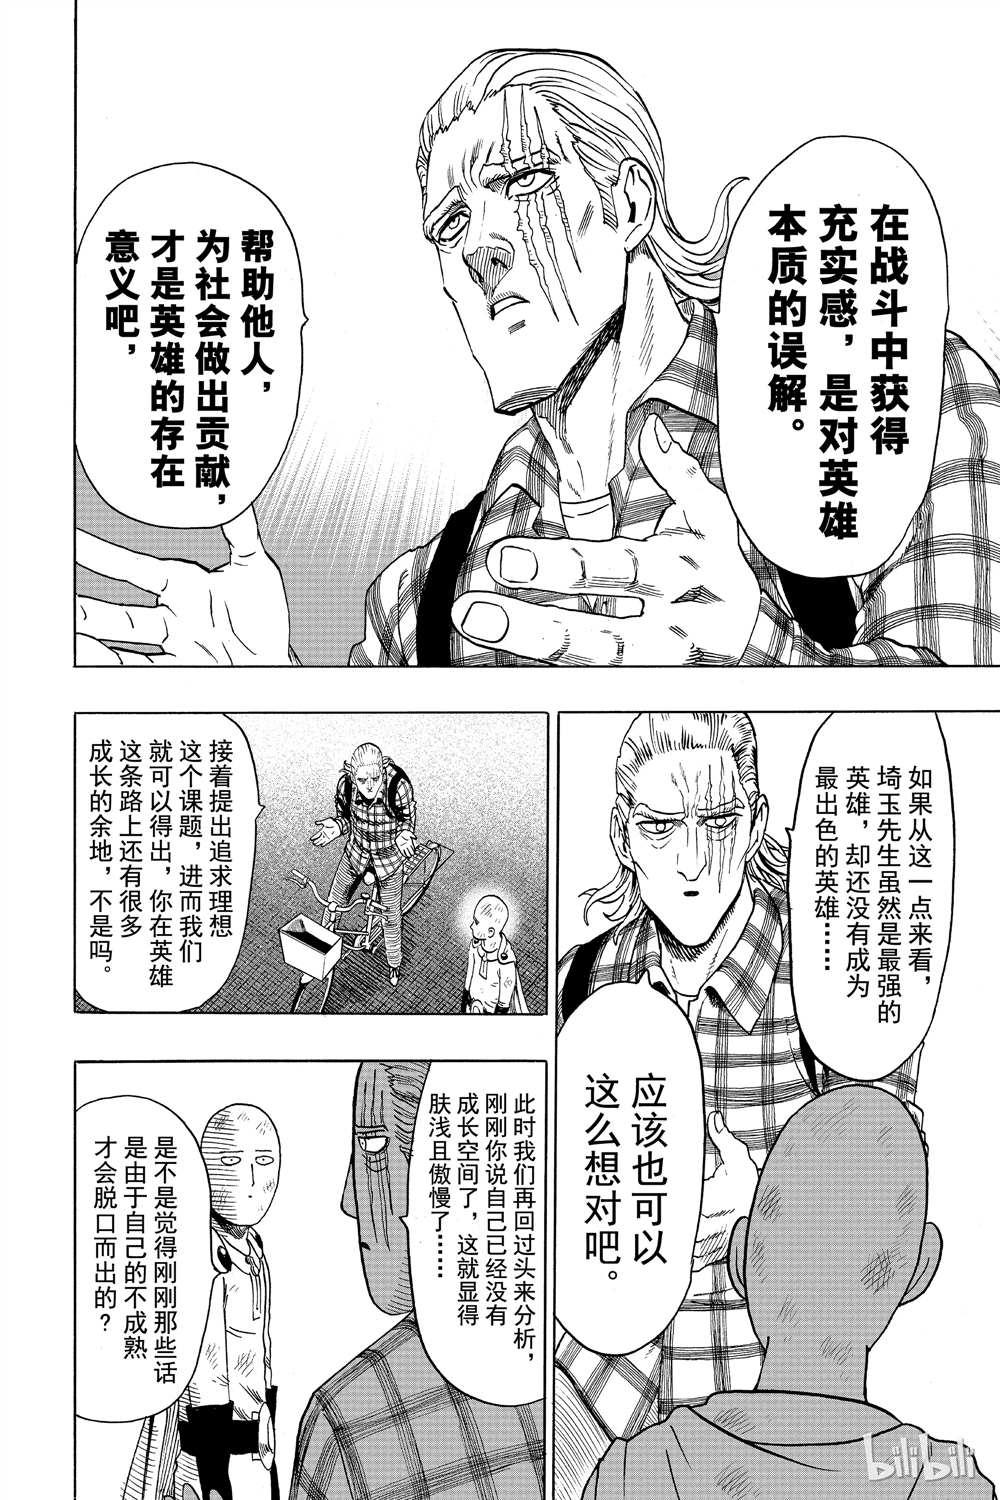 在战斗中获得
充实感，是对英雄
本质的误解。
帮助他人，
为社会做出贡献，
才是英雄的存在
意义吧，
如果从这一点来看，
埼玉先生虽然是最强的
英雄，却还没有成为
最出色的英雄……
应该也可以
这么想对吧。
接着提出追求理想
这个课题，进而我们
就可以得出，你在英雄
这条路上还有很多
成长的余地，不是吗。
此时我们再回过头来分析，
刚刚你说自己已经没有
成长空间了，这就显得
肤浅且傲慢了……
是不是觉得刚刚那些话
是由于自己的不成熟
才会脱口而出的？
bilibili